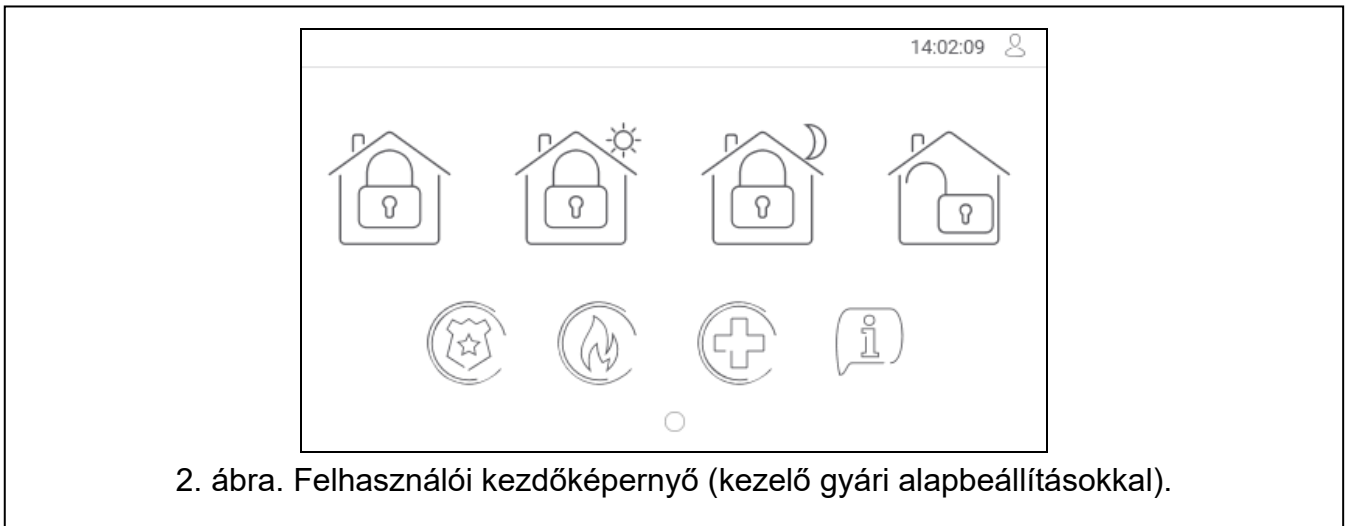 14:02:09
2. ábra. Felhasználói kezdőképernyő (kezelő gyári alapbeállításokkal).